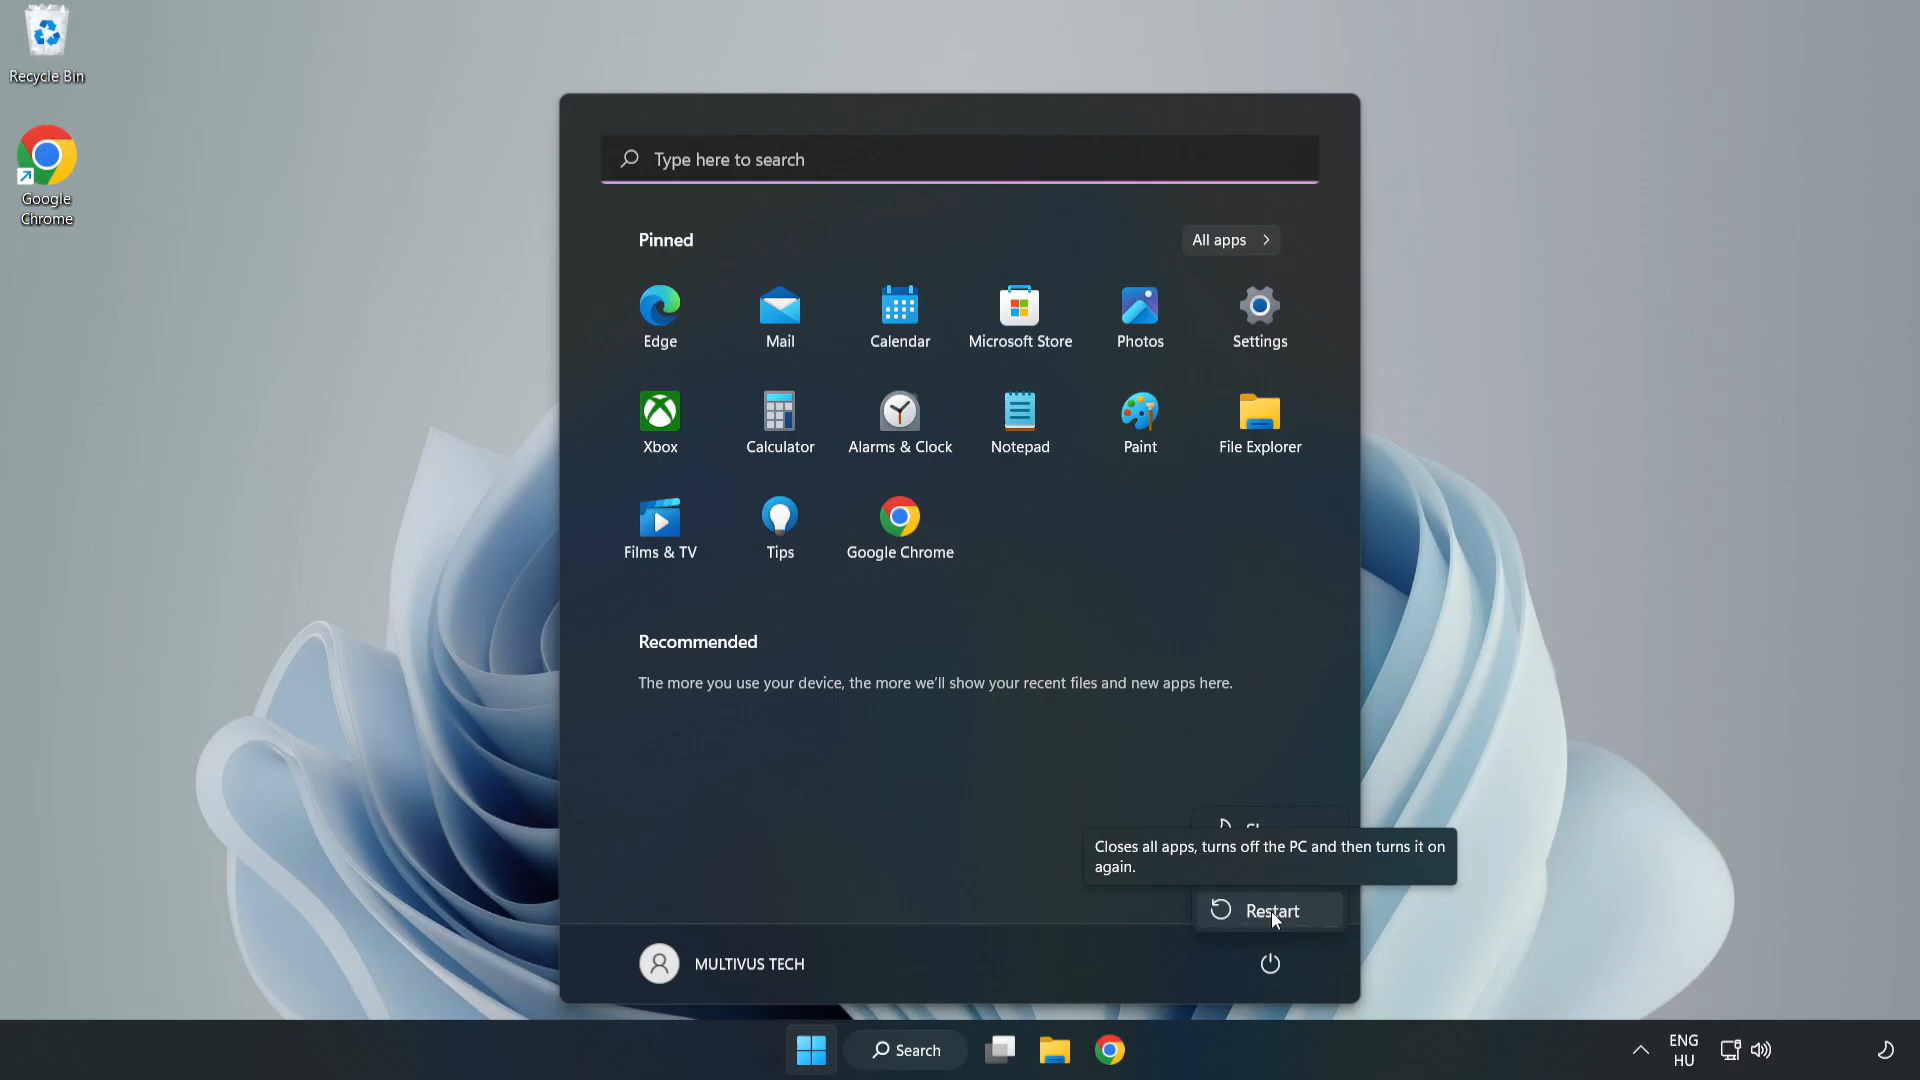 Recycle Bin
Google
Chrome
Type here to search
Pinned
All apps
Edge
Mail
Calendar
Microsoft Store
Photos
Settings
Xbox
Calculator
Alarms & Clock
Notepad
Paint
File Explorer
Films & TV
Tips
Google Chrome
Recommended
The more you use your device, the more we'll show your recent files and new apps here.
Closes all apps, turns off the PC and then turns it on
again.
Restart
MULTIVUS TECH
Search
ENG
HU